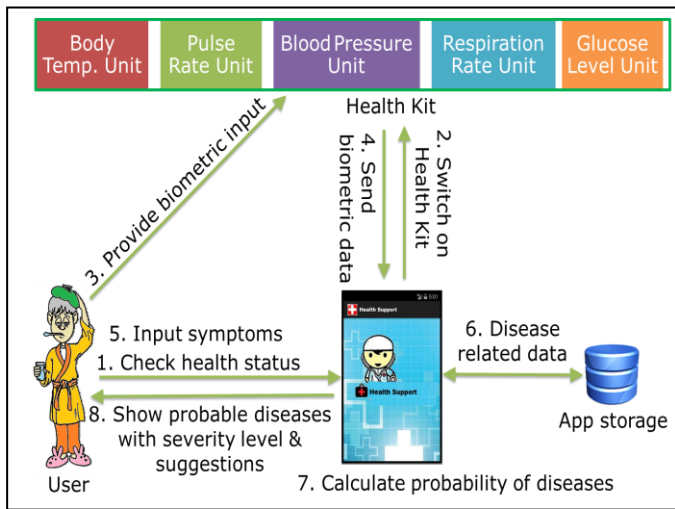 Body
Temp. Unit
Pulse
Rate Unit
Blood Pressure
Unit
Respiration
Rate Unit
Glucose
Level Unit
Health Kit
3. Provide biometric input
4. Send
biometric data
2. Switch on
Health Kit
5:01
Health Support
Health Support
5. Input symptoms
1. Check health status
8. Show probable diseases
with severity level &
suggestions
6. Disease
related data
App storage
User
7. Calculate probability of diseases